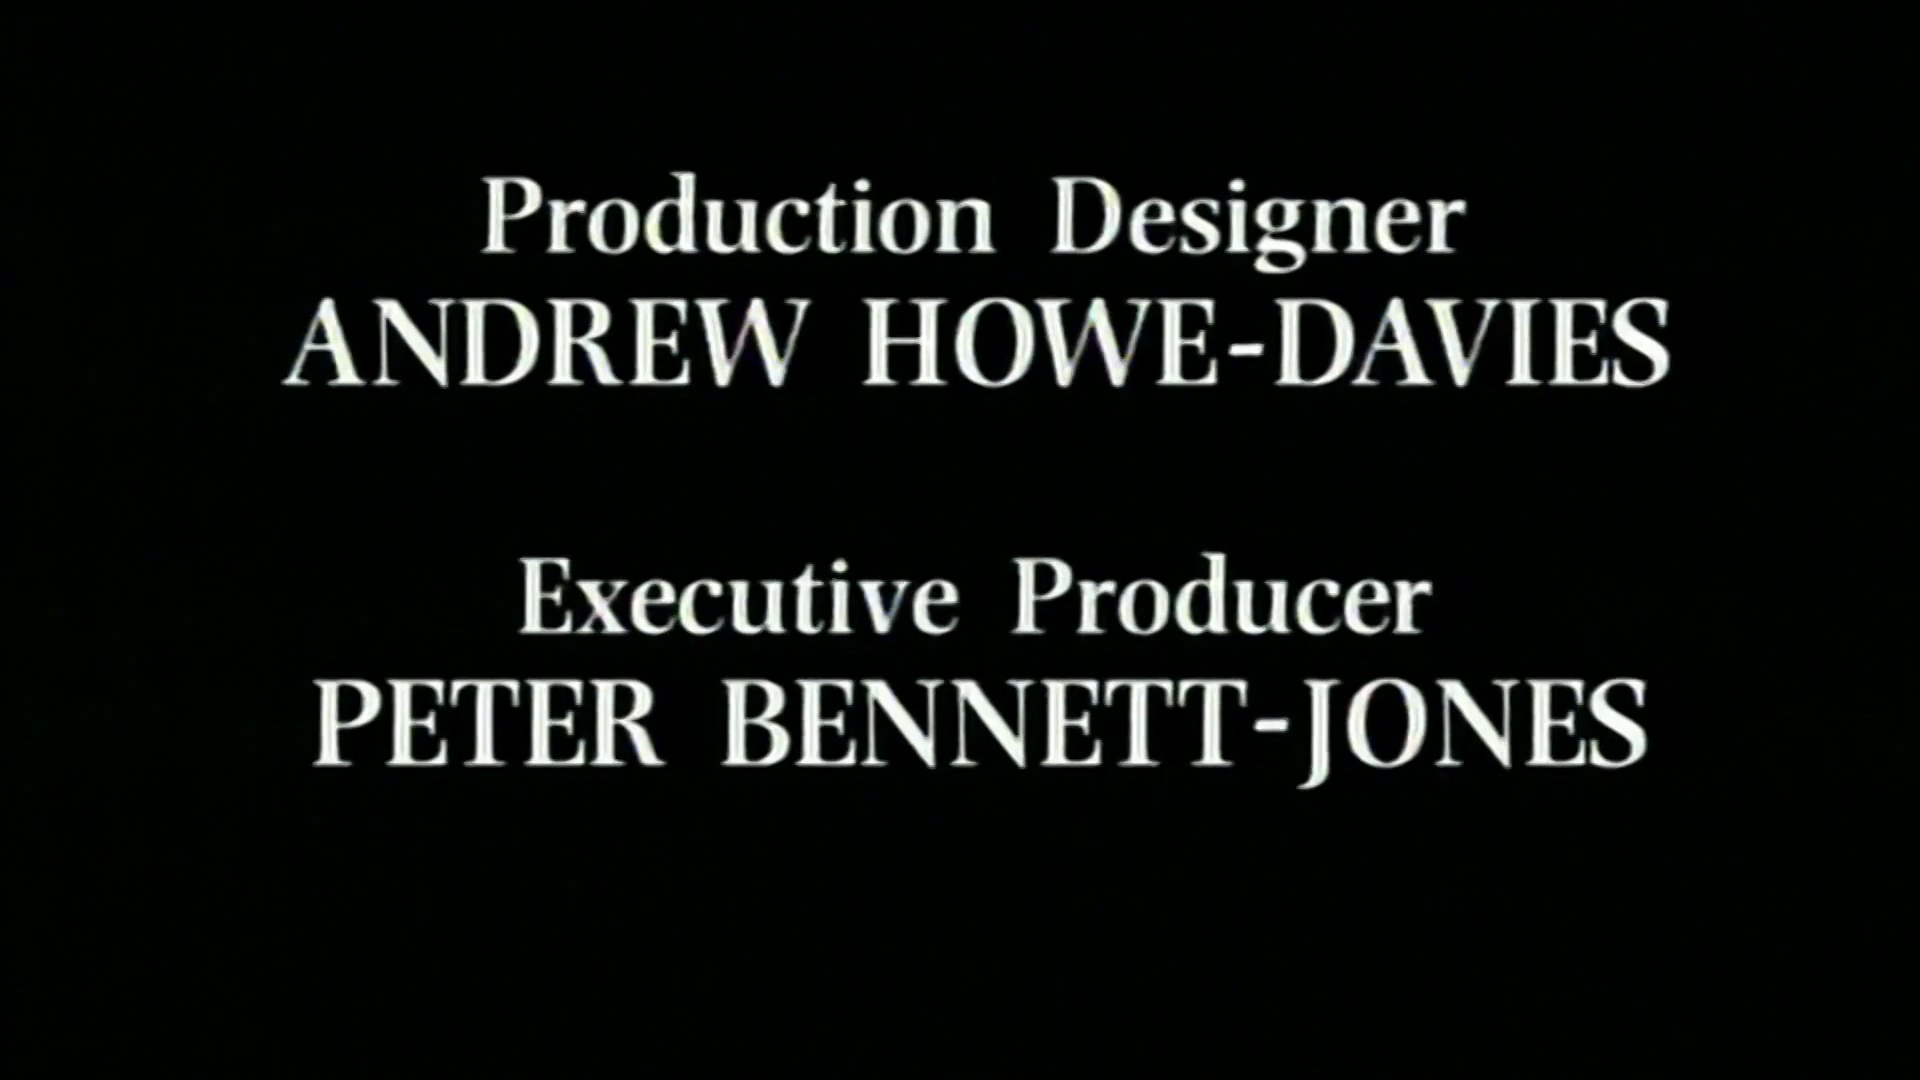 Production Designer
ANDREW HOWE-DAVIES
Executive Producer
PETER BENNETT-JONES